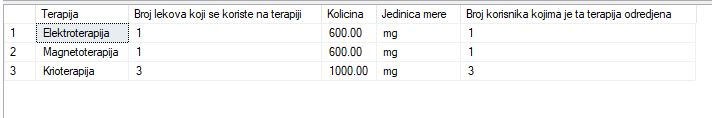 Terapija Broj lekova koji se koriste na terapiji Kolicina Jedinica mere Broj korisnika kojima je ta terapija odredjena
1 Elektroterapija 1 600.00 mg 1
2 Magnetoterapija 1 600.00 mg 1
3 Krioterapija 3 1000.00 mg 3